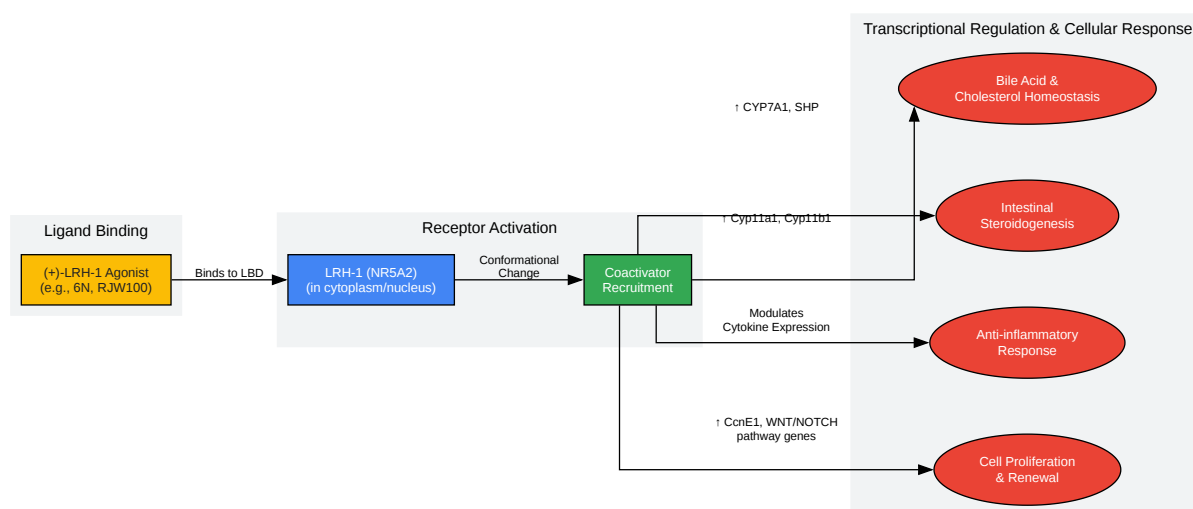 Transcriptional Regulation & Cellular Response
Bile Acid &
Cholesterol Homeostasis
↑ CYP7A1, SHP
Intestinal
Steroidogenesis
↑ Cyp11a1, Cyp11b1
Ligand Binding
Receptor Activation
(+)-LRH-1 Agonist
(e.g., 6N, RJW100)
Binds to LBD
LRH-1 (NR5A2)
(in cytoplasm/nucleus)
Conformational
Change
Coactivator
Recruitment
Modulates
Cytokine Expression
Anti-inflammatory
Response
↑ CcnE1, WNT/NOTCH
pathway genes
Cell Proliferation
& Renewal